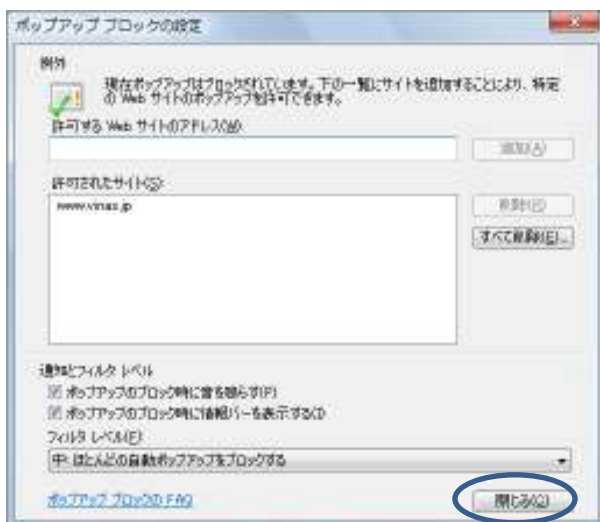 ポップアップ ブロックの設定
例外
現在ポップアップはブロックされています。下の一覧にサイトを追加することにより、特定
の Web サイトのポップアップを許可できます。
許可する Web サイトのアドレス(W):
追加(A)
許可されたサイト(S):
www.vinas.jp
削除(R)
すべて削除(E)...
通知とフィルタ レベル
ポップアップのブロック時に音を鳴らす(P)
ポップアップのブロック時に情報バーを表示する(I)
フィルタ レベル(F):
中: ほとんどの自動ポップアップをブロックする
ポップアップ ブロックの FAQ
閉じる(C)